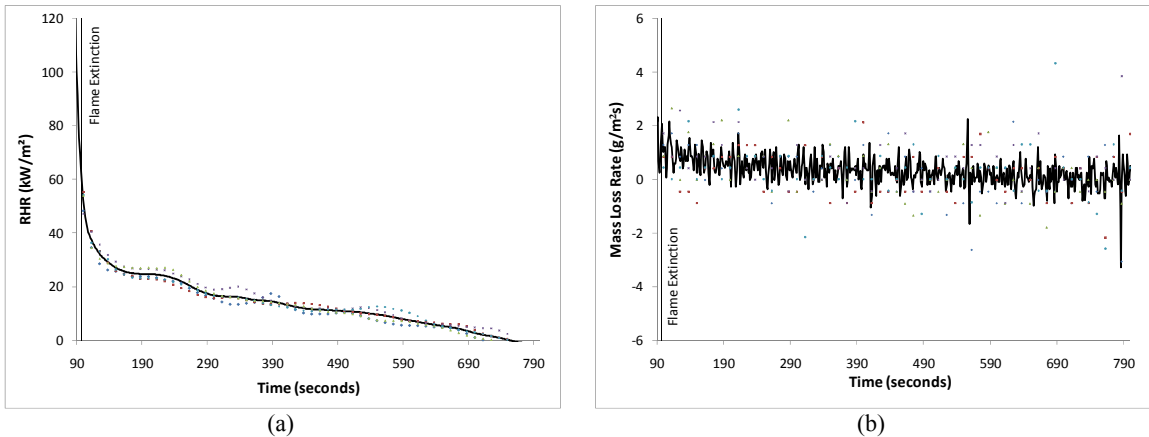 120
100
80
60
40
20
0
RHR (kW/m²)
Flame Extinction
90 190 290 390 490 590 690 790
Time (seconds)
(a)
6
4
2
0
-2
-4
-6
Mass Loss Rate (g/m²s)
Flame Extinction
90 190 290 390 490 590 690 790
Time (seconds)
(b)